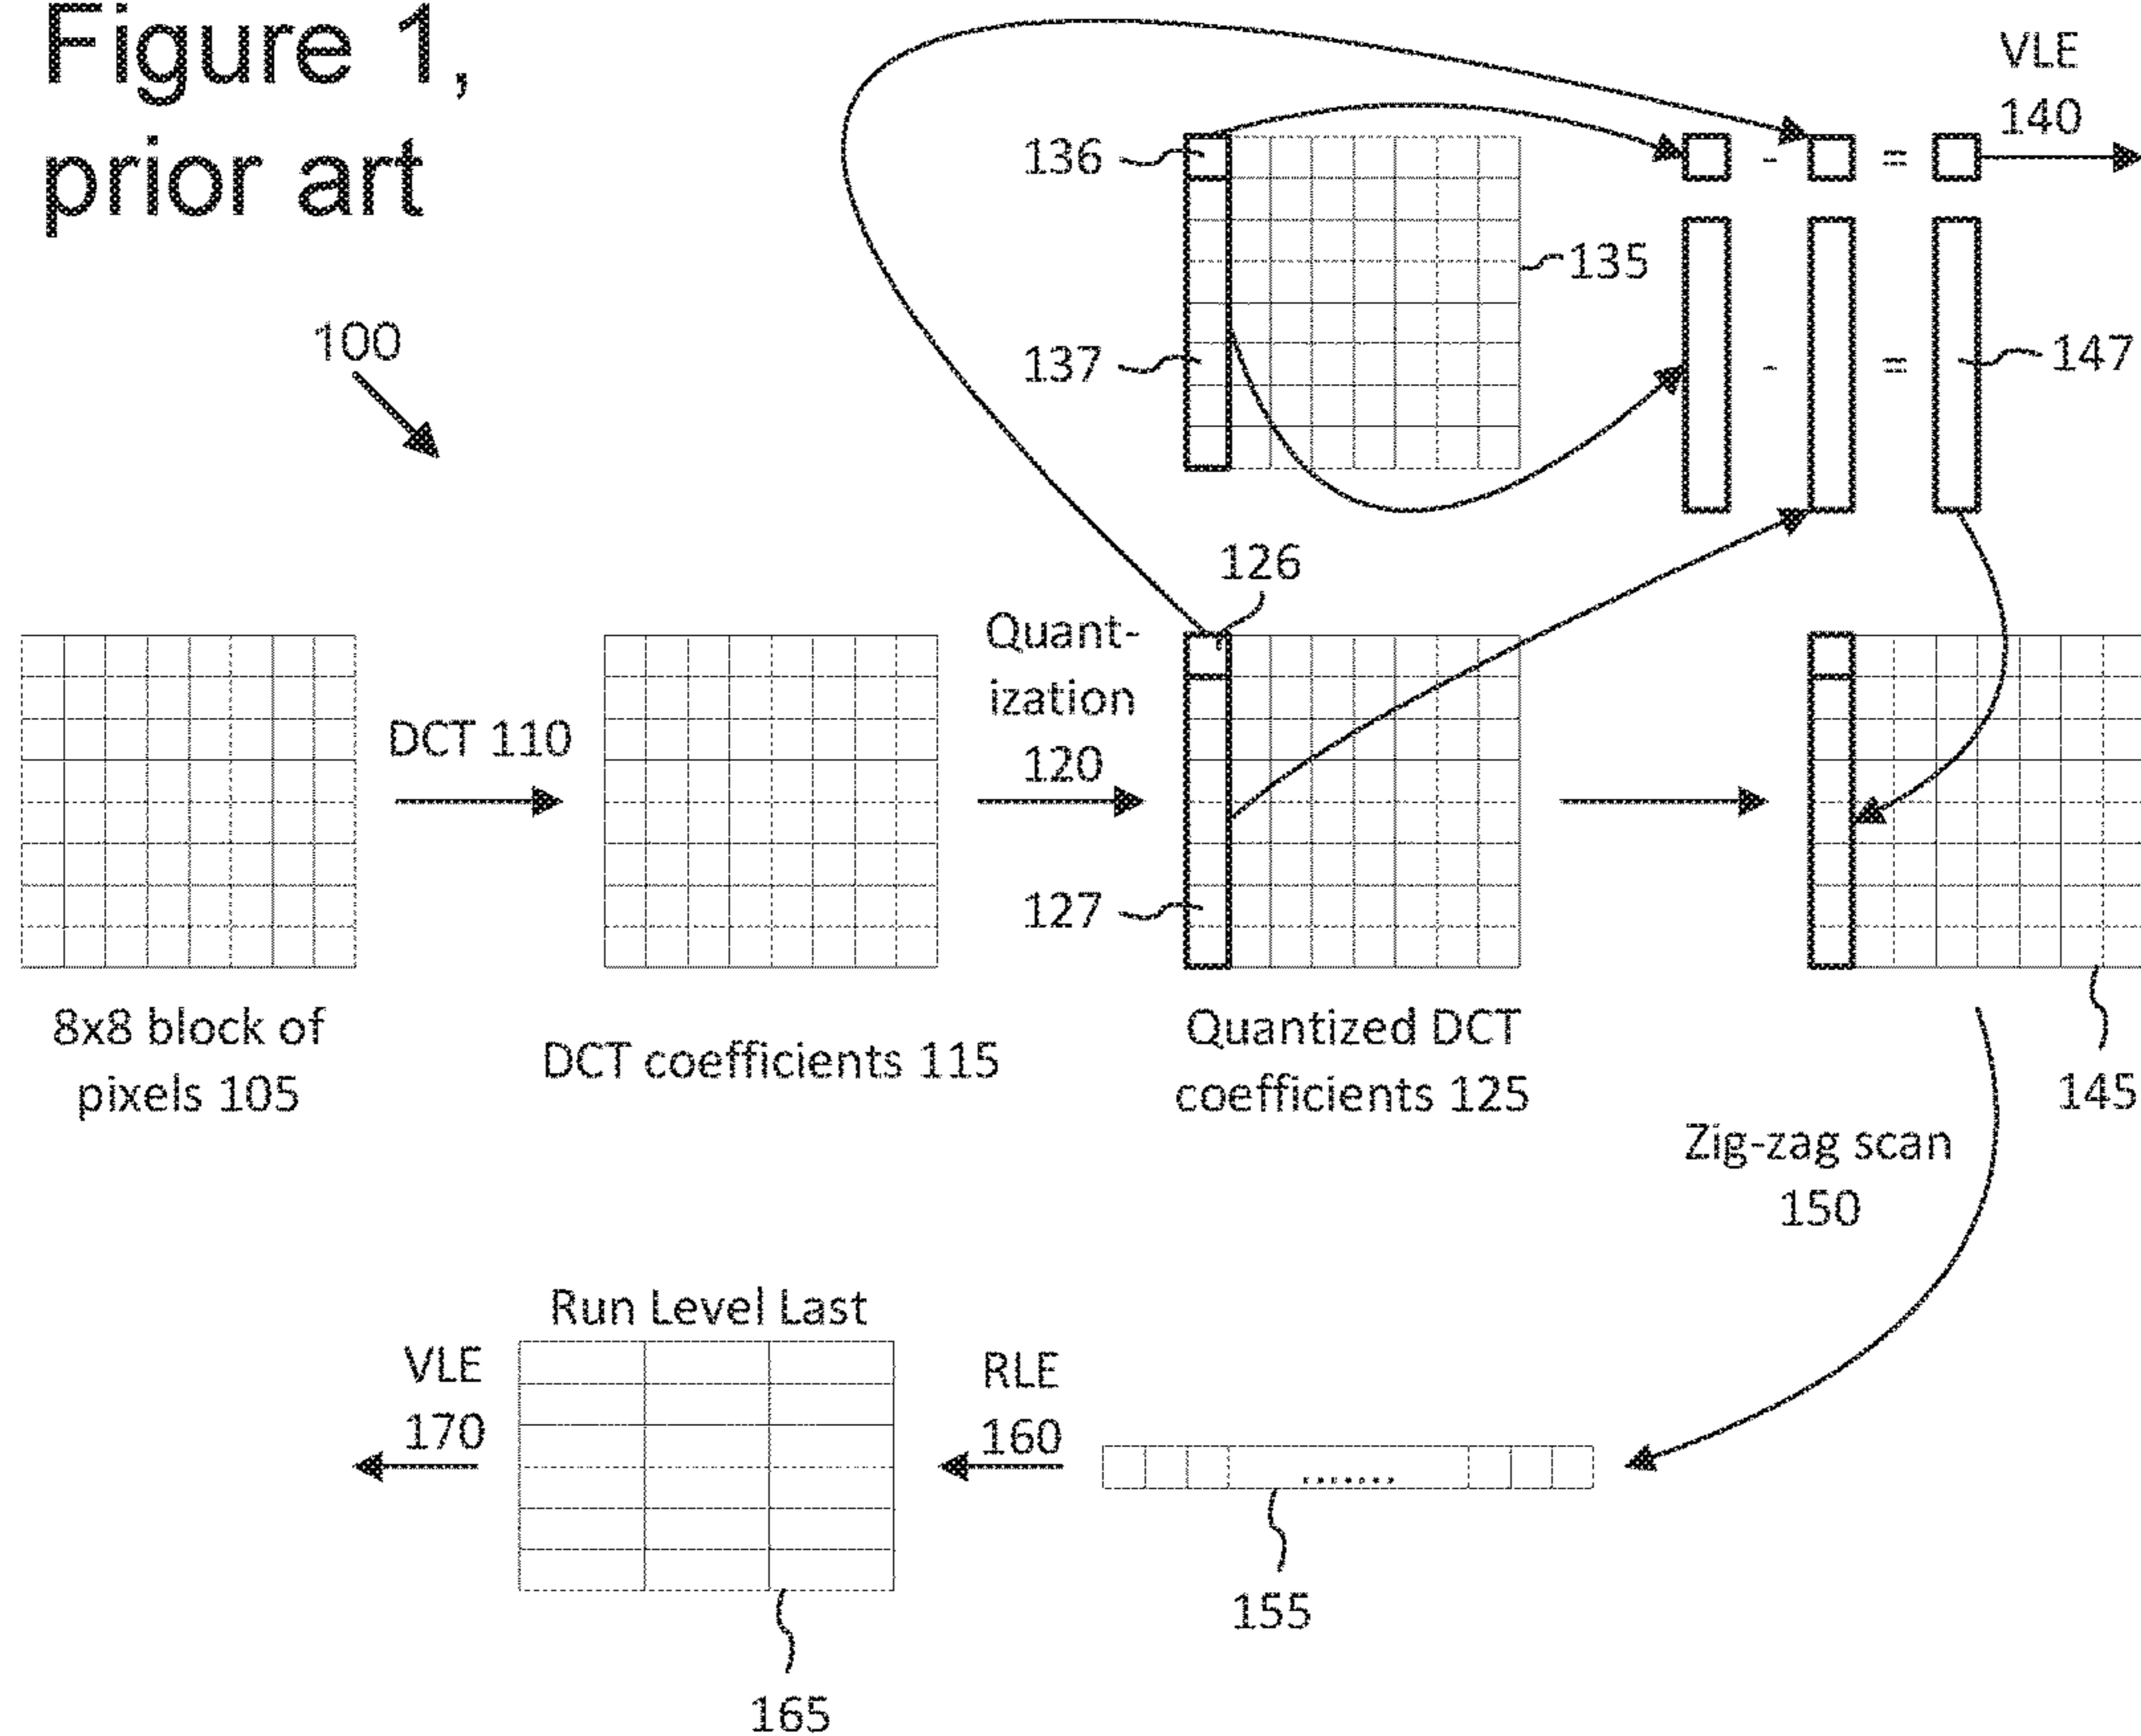 Figure 1,
prior art
100
VLE
140
136
135
137
-
=
-
=
147
126
Quant-
ization
120
DCT 110
127
8x8 block of
pixels 105
DCT coefficients 115
Quantized DCT
coefficients 125
145
Zig-zag scan
150
Run Level Last
VLE
170
RLE
160
155
165